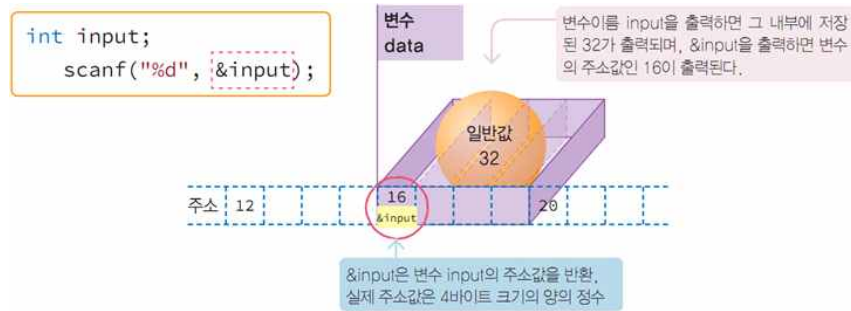 int input;
scanf("%d", &input);
변수
data
변수이름 input을 출력하면 그 내부에 저장
된 32가 출력되며, &input을 출력하면 변수
의 주소값인 16이 출력된다.
일반값
32
주소 12 16 20
&input
&input은 변수 input의 주소값을 반환,
실제 주소값은 4바이트 크기의 양의 정수